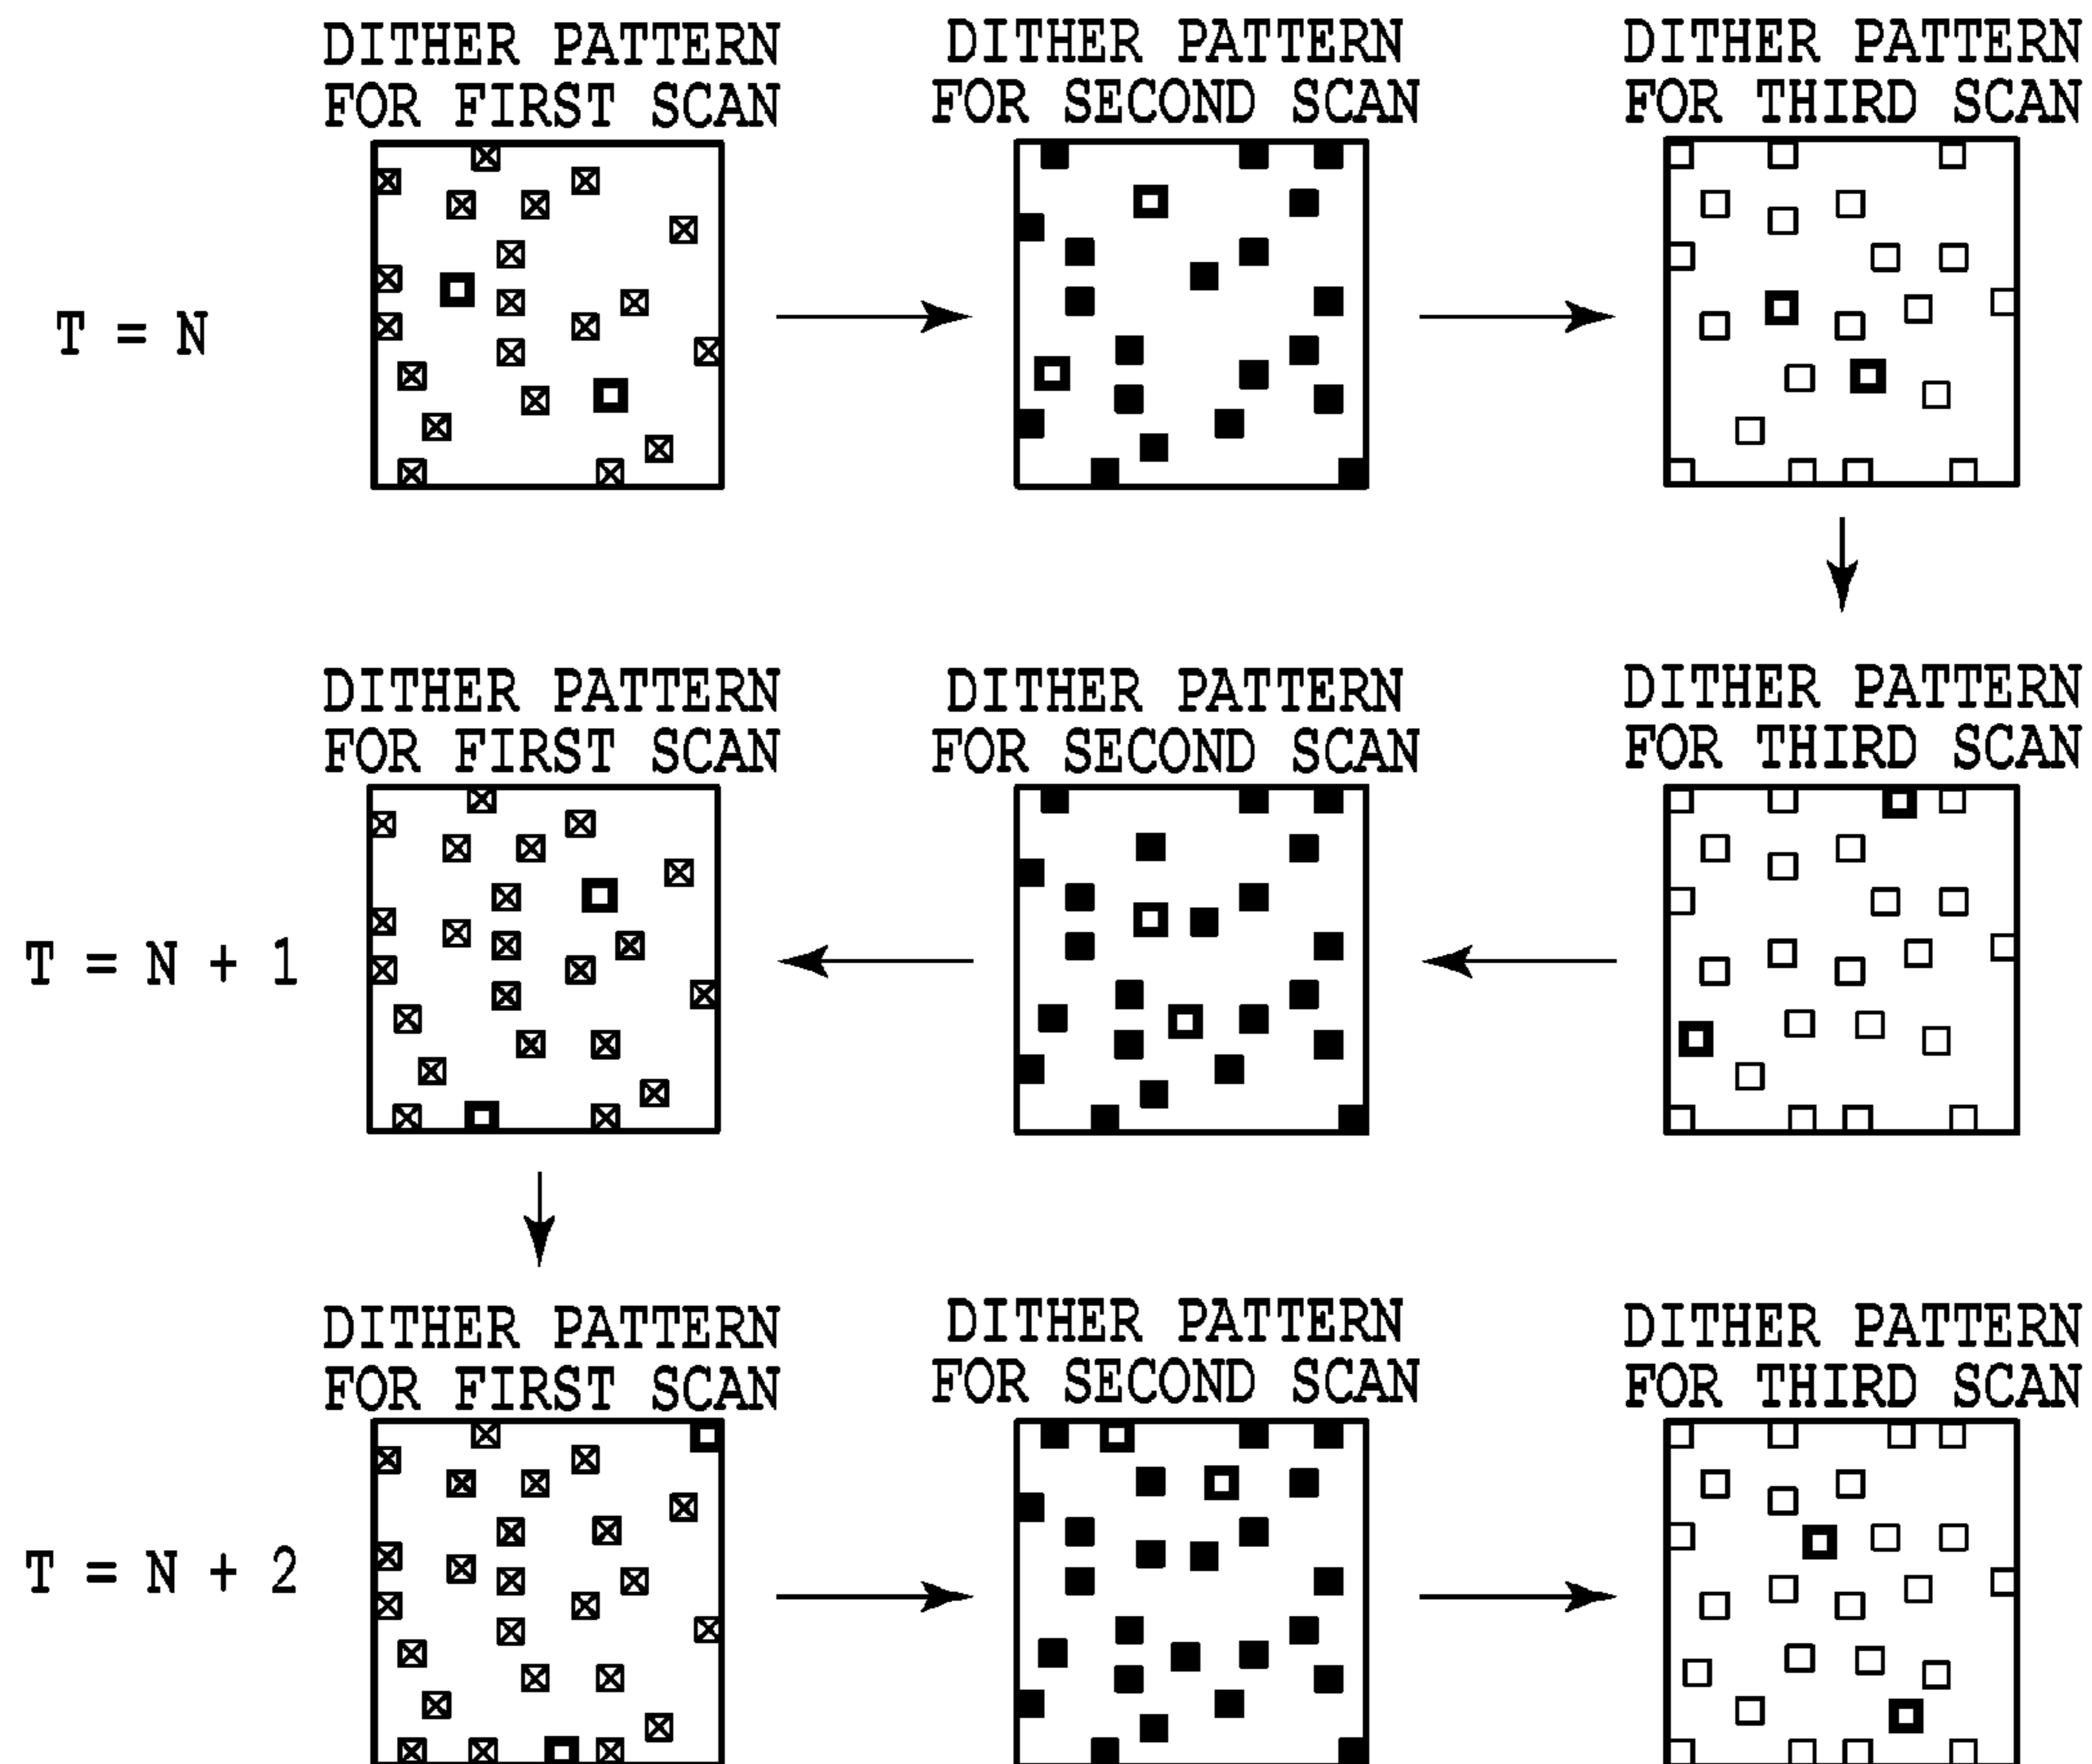 DITHER PATTERN
FOR FIRST SCAN
DITHER PATTERN
FOR SECOND SCAN
DITHER PATTERN
FOR THIRD SCAN
T = N
DITHER PATTERN
FOR FIRST SCAN
DITHER PATTERN
FOR SECOND SCAN
DITHER PATTERN
FOR THIRD SCAN
T = N + 1
DITHER PATTERN
FOR FIRST SCAN
DITHER PATTERN
FOR SECOND SCAN
DITHER PATTERN
FOR THIRD SCAN
T = N + 2